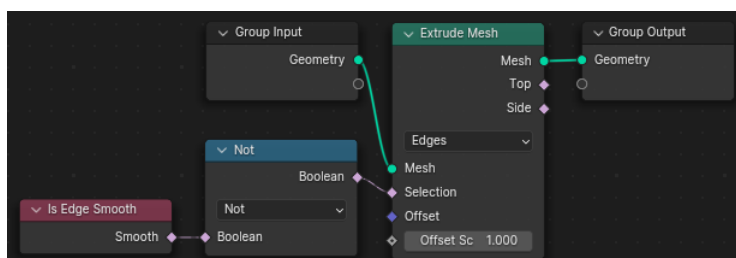 Group Input
Geometry
Extrude Mesh
Mesh
Top
Side
Edges
Mesh
Selection
Offset
Offset Sc 1.000
Group Output
Geometry
Not
Boolean
Not
Boolean
Is Edge Smooth
Smooth